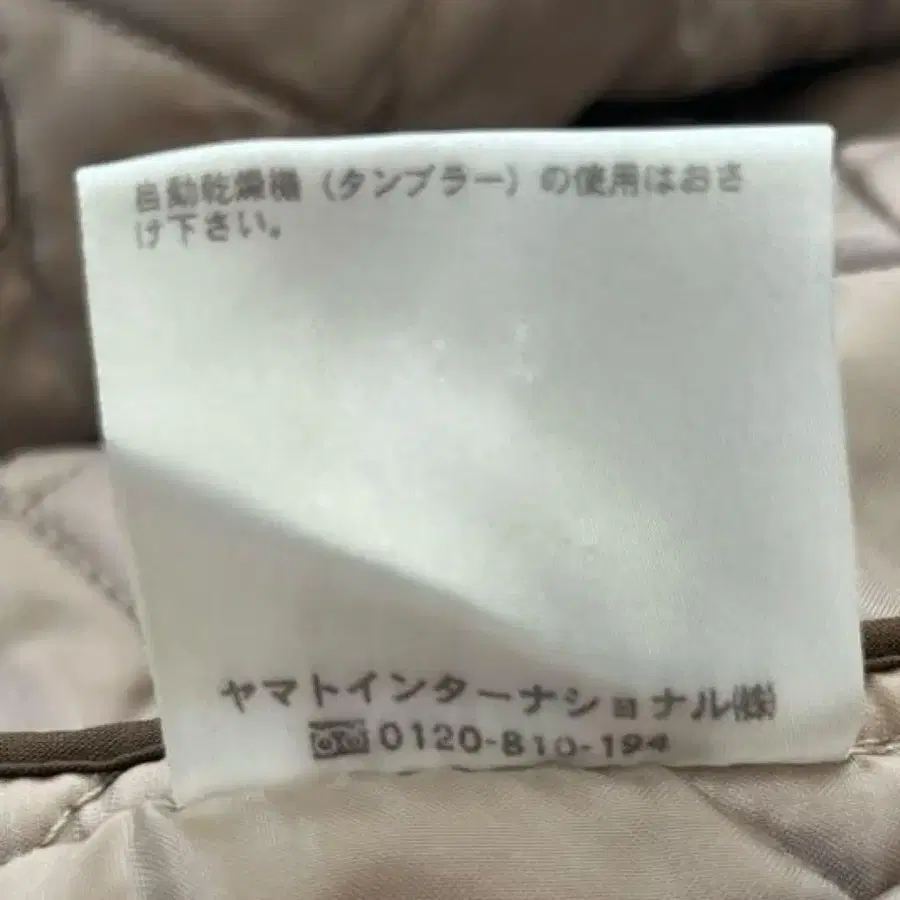 自動乾燥機（タンブラー）の使用はおさ
け下さい。
ヤマトインターナショナル㈱
0120-810-194